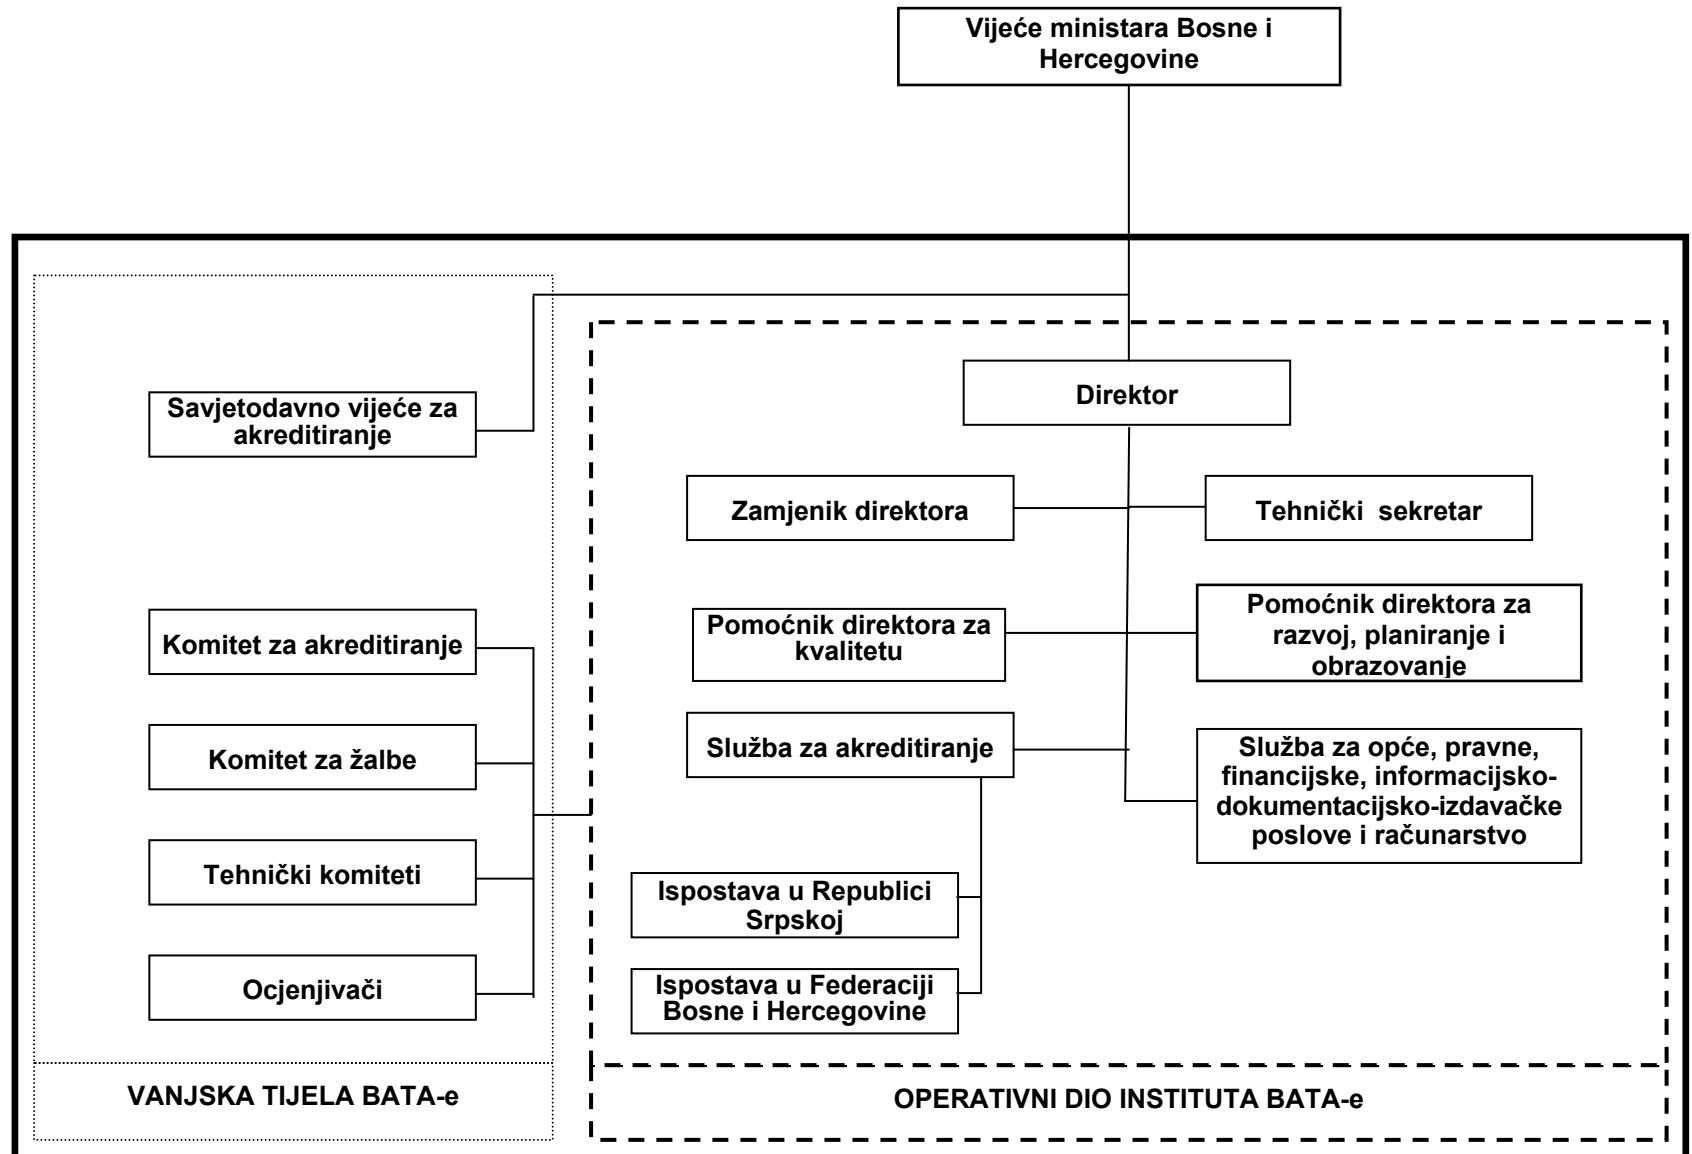 Vijeće ministara Bosne i
Hercegovine
Direktor
Savjetodavno vijeće za
akreditiranje
Zamjenik direktora
Tehnički sekretar
Komitet za akreditiranje
Pomoćnik direktora za
kvalitetu
Pomoćnik direktora za
razvoj, planiranje i
obrazovanje
Komitet za žalbe
Služba za akreditiranje
Služba za opće, pravne,
financijske, informacijsko-
dokumentacijsko-izdavačke
poslove i računarstvo
Tehnički komiteti
Ispostava u Republici
Srpskoj
Ocjenjivači
Ispostava u Federaciji
Bosne i Hercegovine
VANJSKA TIJELA BATA-e
OPERATIVNI DIO INSTITUTA BATA-e